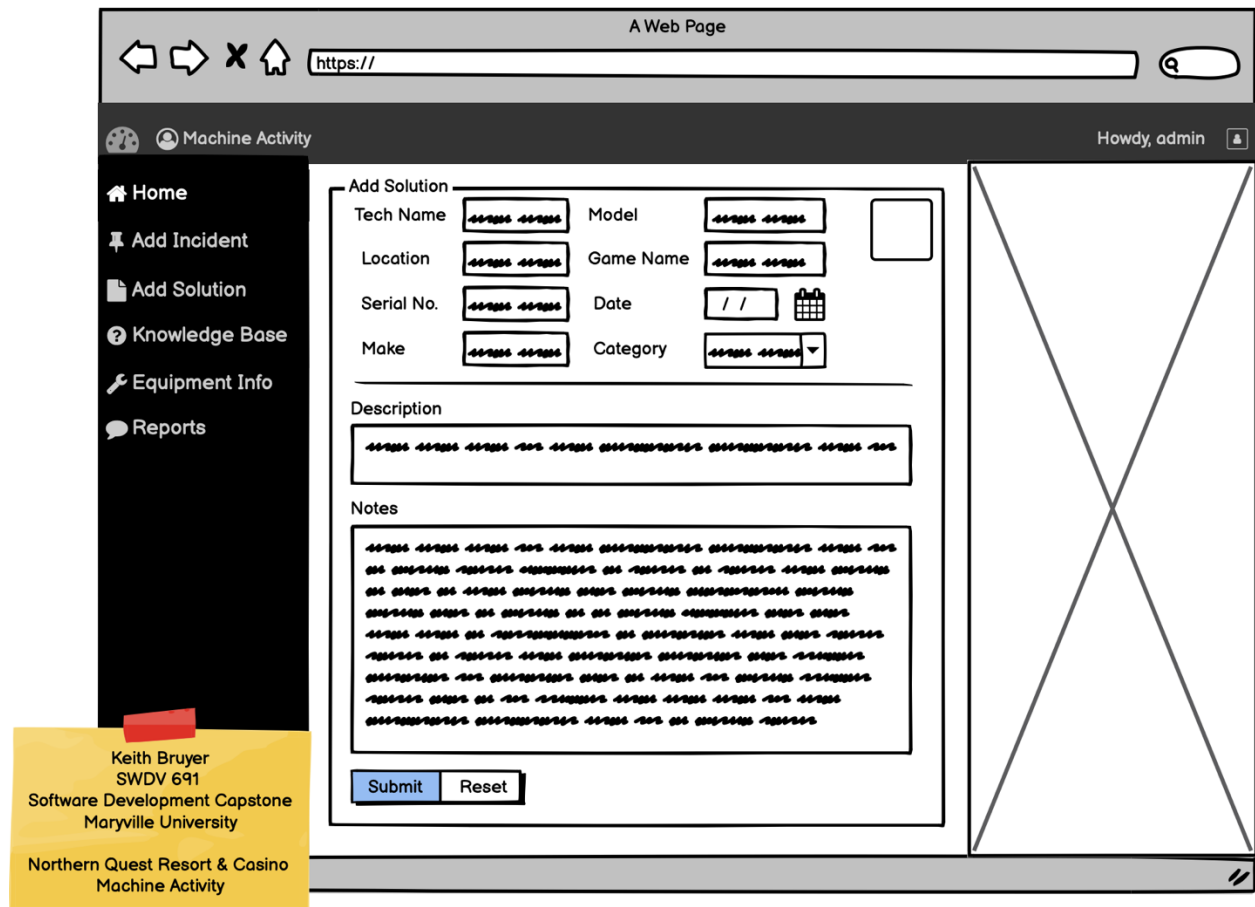 A Web Page
https://
Machine Activity
Howdy, admin
Home
Add Incident
Add Solution
Knowledge Base
Equipment Info
Reports
Add Solution
Tech Name
Model
Location
Game Name
Serial No.
Date
/ /
Make
Category
Description
Notes
Submit
Reset
Keith Bruyer
SWDV 691
Software Development Capstone
Maryville University
Northern Quest Resort & Casino
Machine Activity